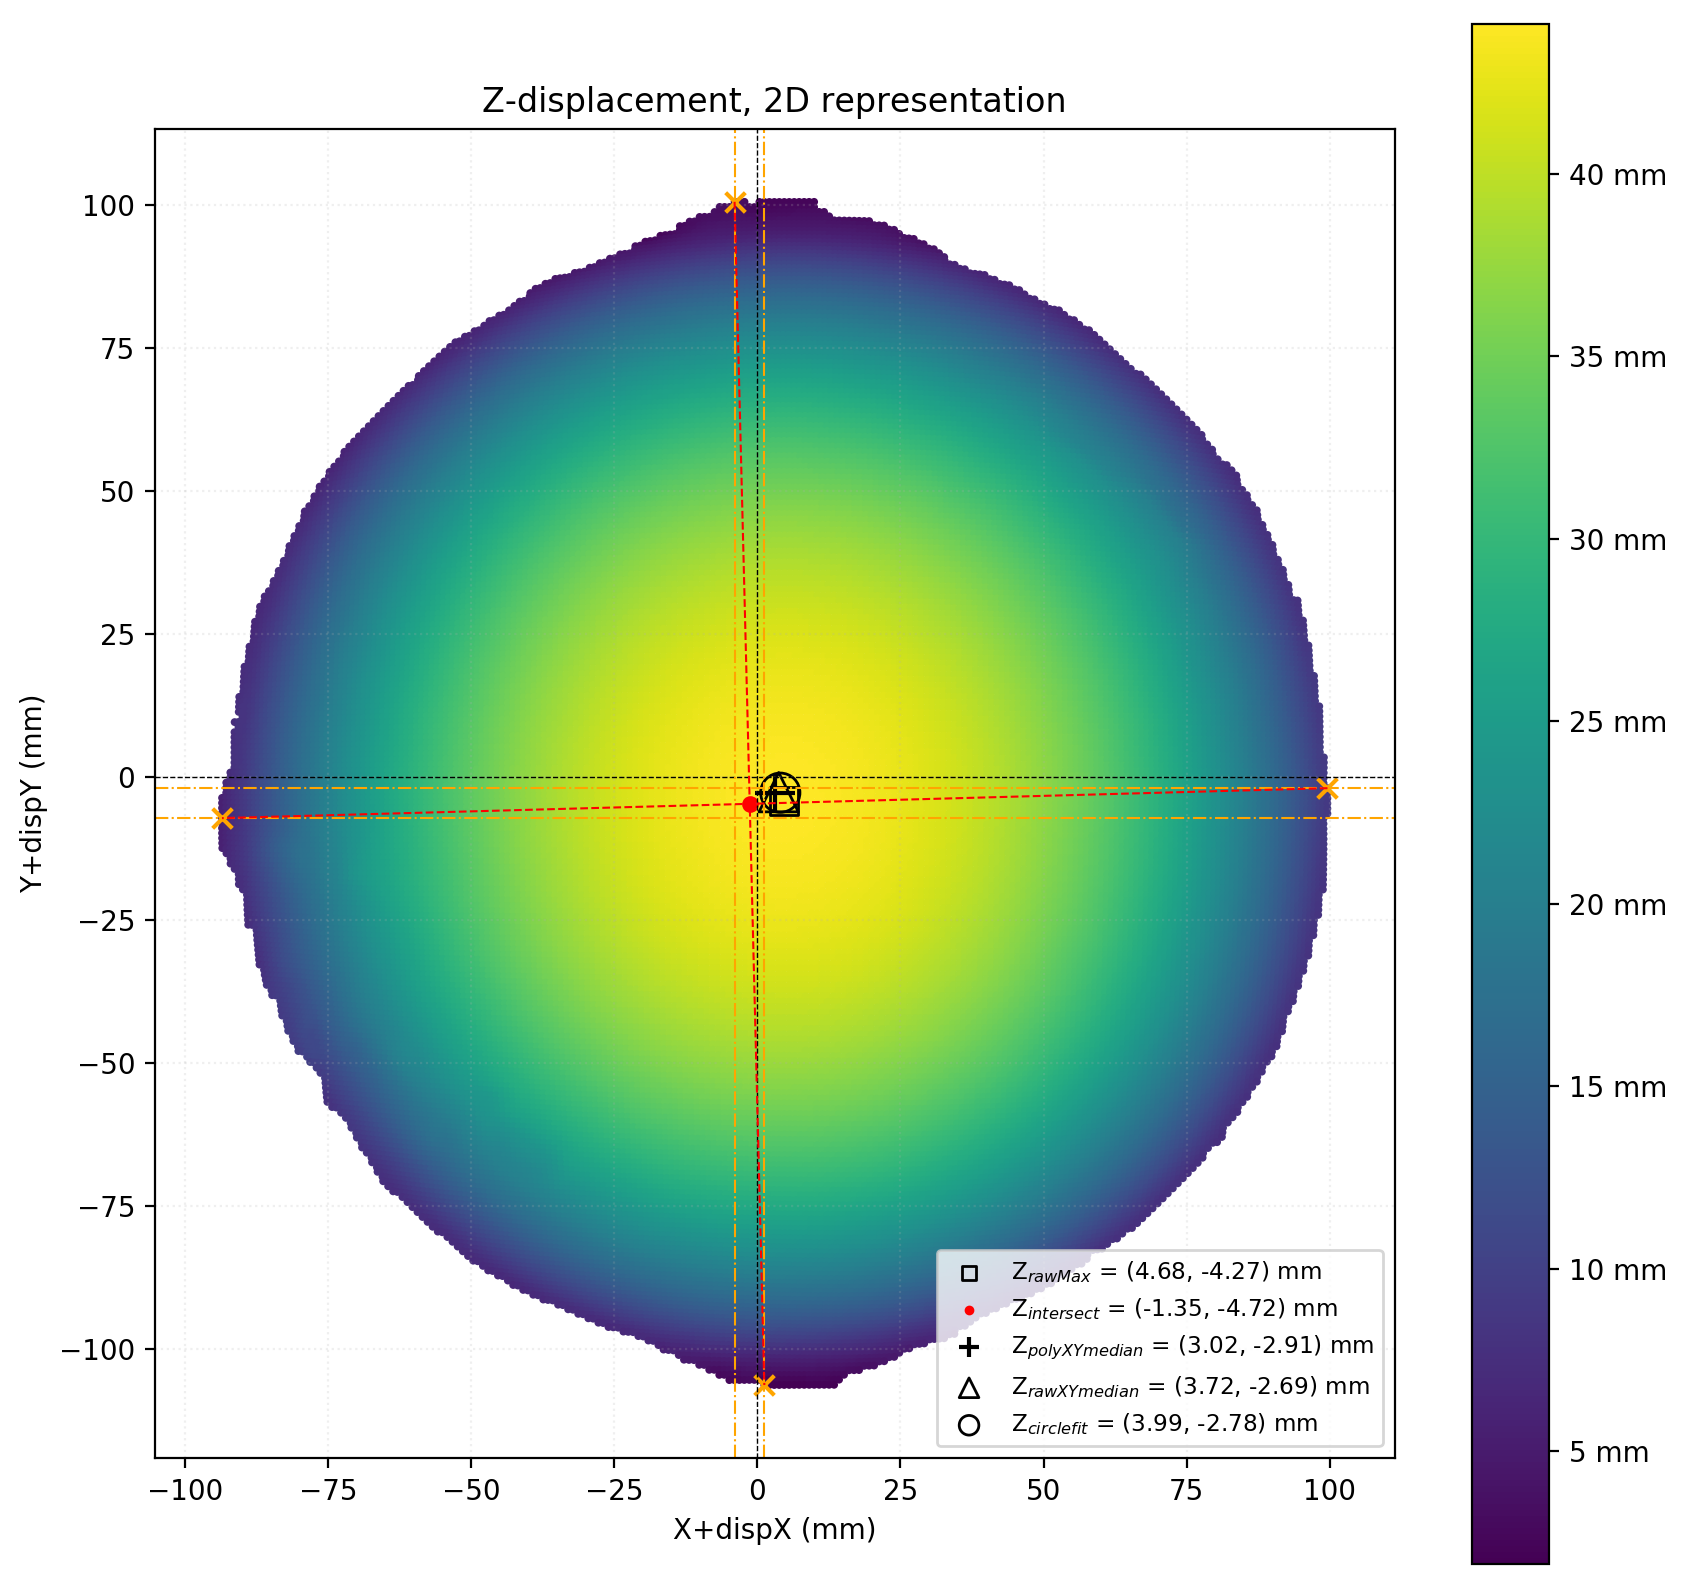 Z-displacement, 2D representation
Y+dispY (mm)
100
75
50
25
0
−25
−50
−75
−100
−100
−75
−50
−25
0
25
50
75
100
X+dispX (mm)
Z_rawMax = (4.68, -4.27) mm
Z_intersect = (-1.35, -4.72) mm
Z_polyXYmedian = (3.02, -2.91) mm
Z_rawXYmedian = (3.72, -2.69) mm
Z_circlefit = (3.99, -2.78) mm
40 mm
35 mm
30 mm
25 mm
20 mm
15 mm
10 mm
5 mm